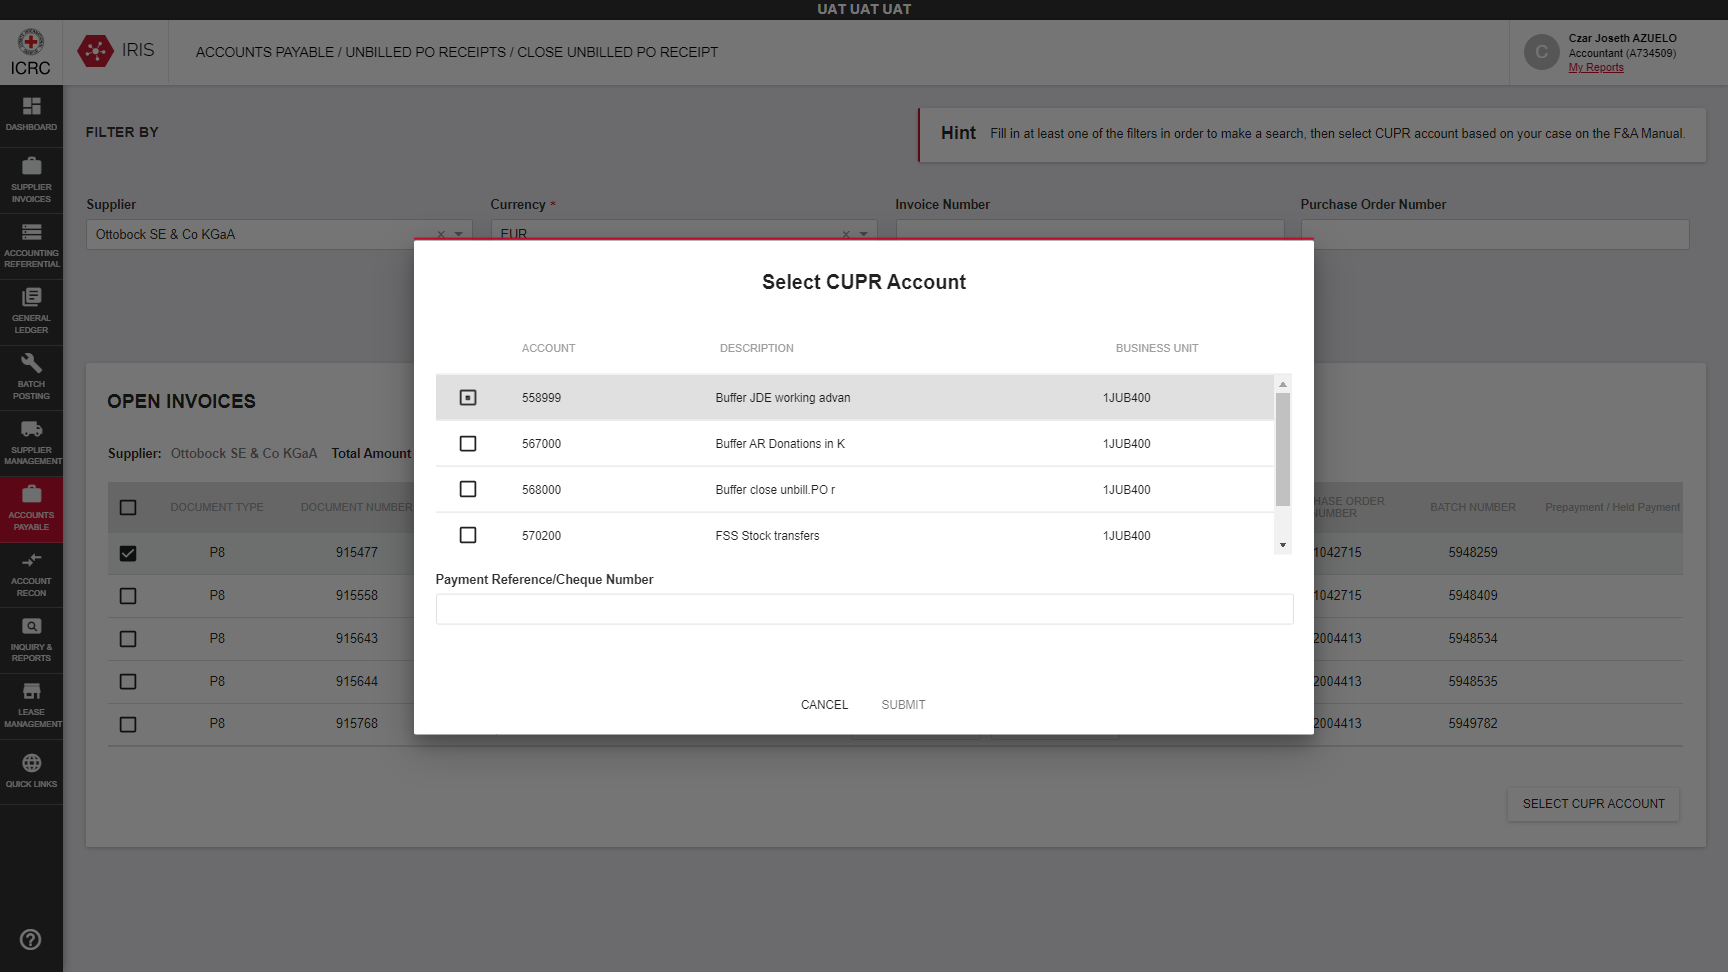 UAT UAT UAT
ICRC
IRIS
ACCOUNTS PAYABLE / UNBILLED PO RECEIPTS / CLOSE UNBILLED PO RECEIPT
C
Czar Joseth AZUELO
Accountant (A734509)
My Reports
DASHBOARD
SUPPLIER
INVOICES
ACCOUNTING
REFERENTIAL
GENERAL
LEDGER
BATCH
POSTING
SUPPLIER
MANAGEMENT
ACCOUNTS
PAYABLE
ACCOUNT
RECON
INQUIRY &
REPORTS
LEASE
MANAGEMENT
QUICK LINKS
FILTER BY
Hint Fill in at least one of the filters in order to make a search, then select CUPR account based on your case on the F&A Manual.
Supplier Currency * Invoice Number Purchase Order Number
Ottobock SE & Co KGaA EUR
Select CUPR Account
ACCOUNT DESCRIPTION BUSINESS UNIT
558999 Buffer JDE working advan 1JUB400
567000 Buffer AR Donations in K 1JUB400
568000 Buffer close unbill.PO r 1JUB400
570200 FSS Stock transfers 1JUB400
Payment Reference/Cheque Number
CANCEL SUBMIT
OPEN INVOICES
Supplier: Ottobock SE & Co KGaA Total Amount
DOCUMENT TYPE DOCUMENT NUMBER HASE ORDER NUMBER BATCH NUMBER Prepayment / Held Payment
P8 915477 1042715 5948259
P8 915558 1042715 5948409
P8 915643 2004413 5948534
P8 915644 2004413 5948535
P8 915768 2004413 5949782
SELECT CUPR ACCOUNT